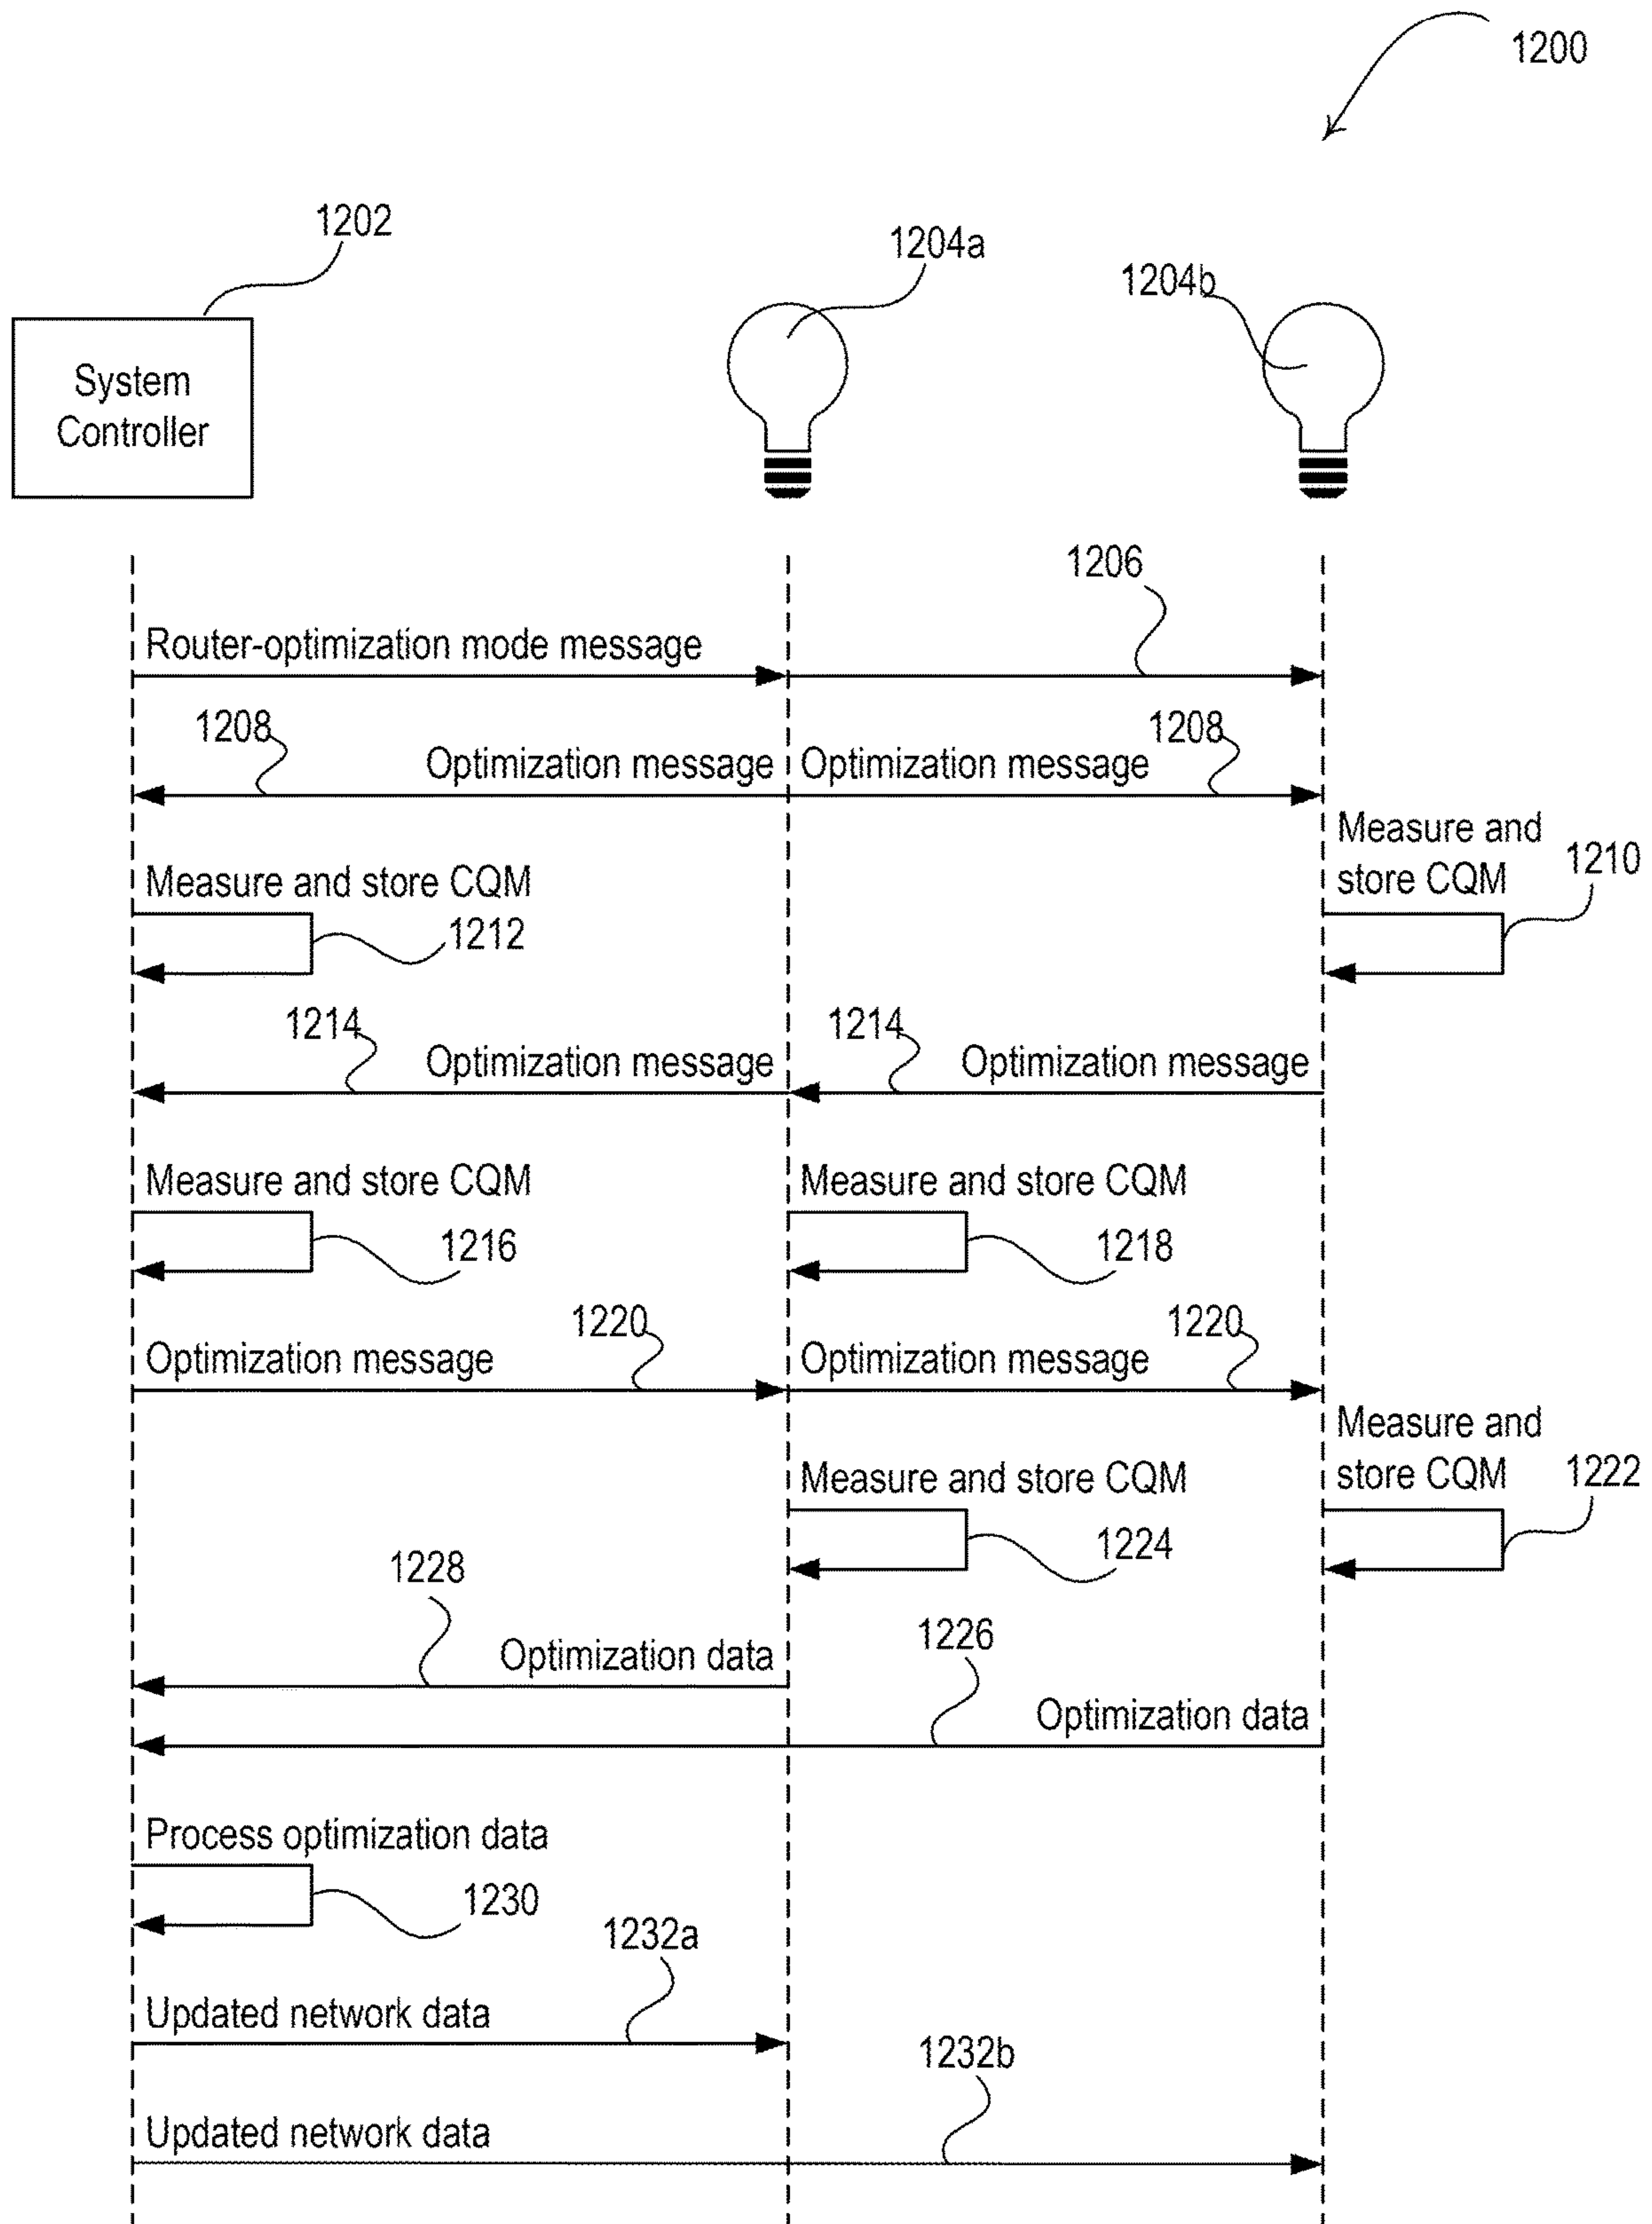 1200
1202
1204a
1204b
System
Controller
1206
Router-optimization mode message
1208
1208
Optimization message
Optimization message
Measure and
store CQM
1210
Measure and store CQM
1212
1214
1214
Optimization message
Optimization message
Measure and store CQM
Measure and store CQM
1216
1218
1220
1220
Optimization message
Optimization message
Measure and
store CQM
1222
Measure and store CQM
1224
1228
1226
Optimization data
Optimization data
Process optimization data
1230
1232a
Updated network data
1232b
Updated network data